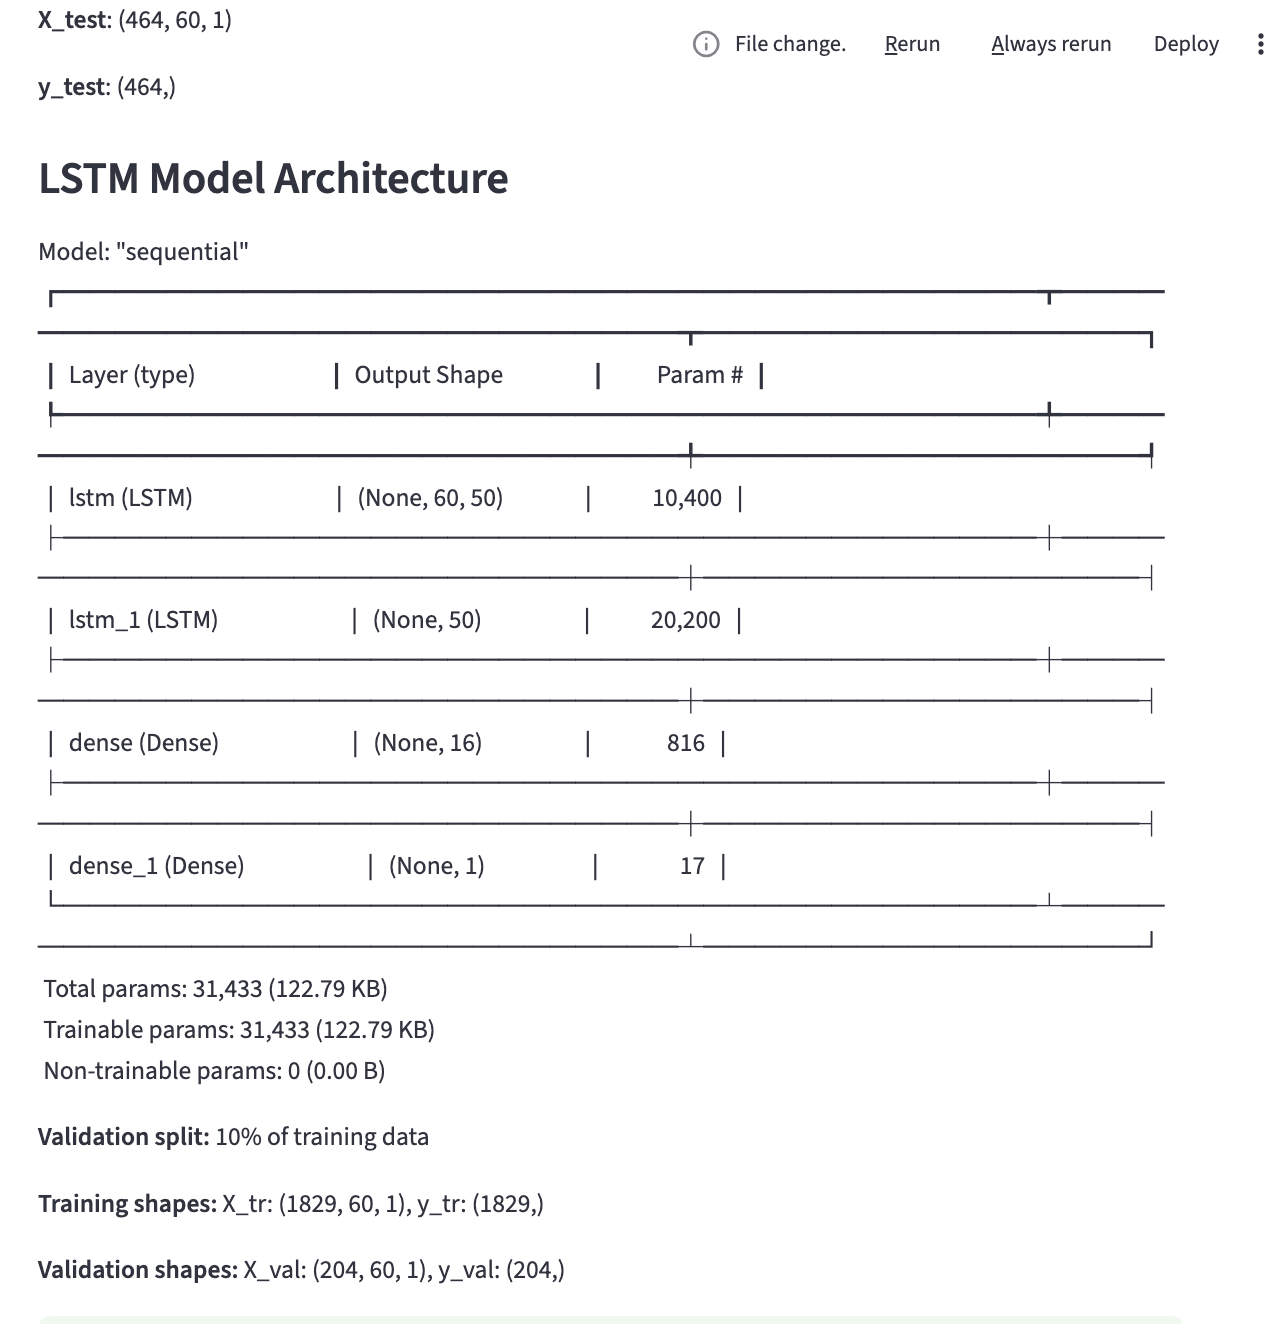 X_test: (464, 60, 1)
File change. Rerun Always rerun Deploy
y_test: (464,)
LSTM Model Architecture
Model: "sequential"
Layer (type) Output Shape Param #
lstm (LSTM) (None, 60, 50) 10,400
lstm_1 (LSTM) (None, 50) 20,200
dense (Dense) (None, 16) 816
dense_1 (Dense) (None, 1) 17
Total params: 31,433 (122.79 KB)
Trainable params: 31,433 (122.79 KB)
Non-trainable params: 0 (0.00 B)
Validation split: 10% of training data
Training shapes: X_tr: (1829, 60, 1), y_tr: (1829,)
Validation shapes: X_val: (204, 60, 1), y_val: (204,)